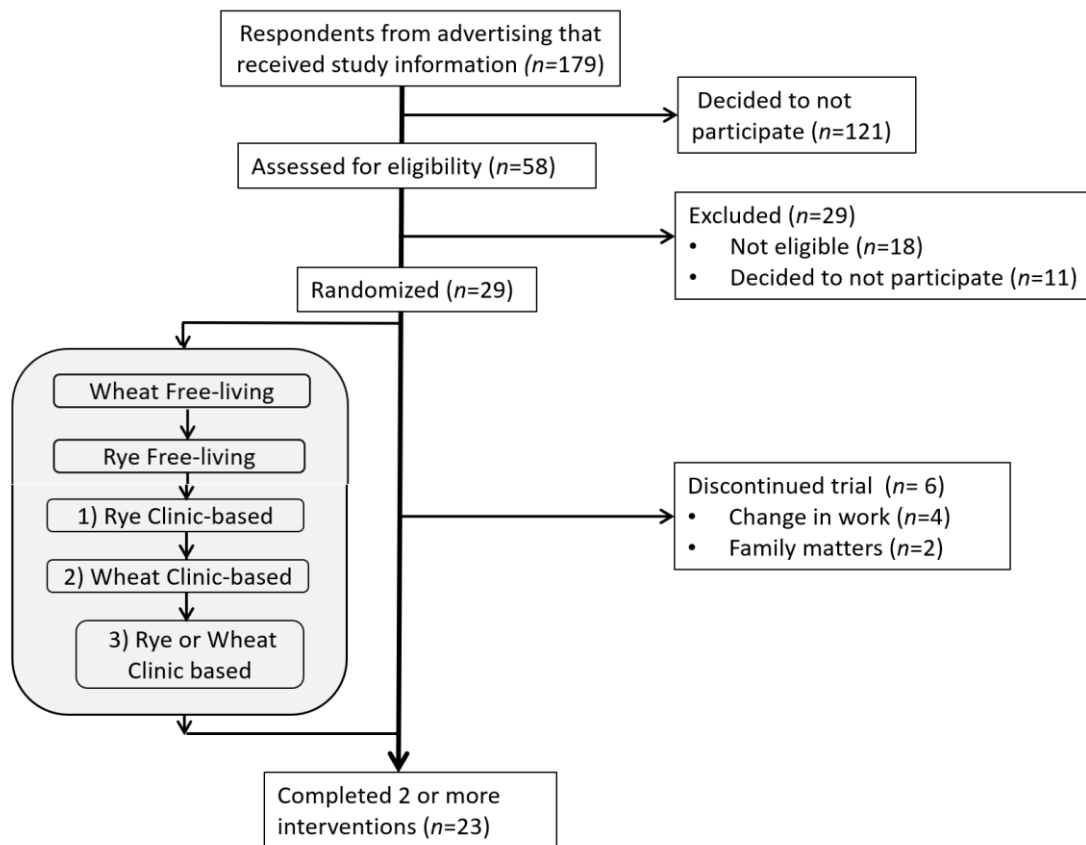 Respondents from advertising that
received study information (n=179)
Decided to not
participate (n=121)
Assessed for eligibility (n=58)
Excluded (n=29)
• Not eligible (n=18)
• Decided to not participate (n=11)
Randomized (n=29)
Wheat Free-living
Rye Free-living
1) Rye Clinic-based
2) Wheat Clinic-based
3) Rye or Wheat
Clinic based
Discontinued trial (n= 6)
• Change in work (n=4)
• Family matters (n=2)
Completed 2 or more
interventions (n=23)